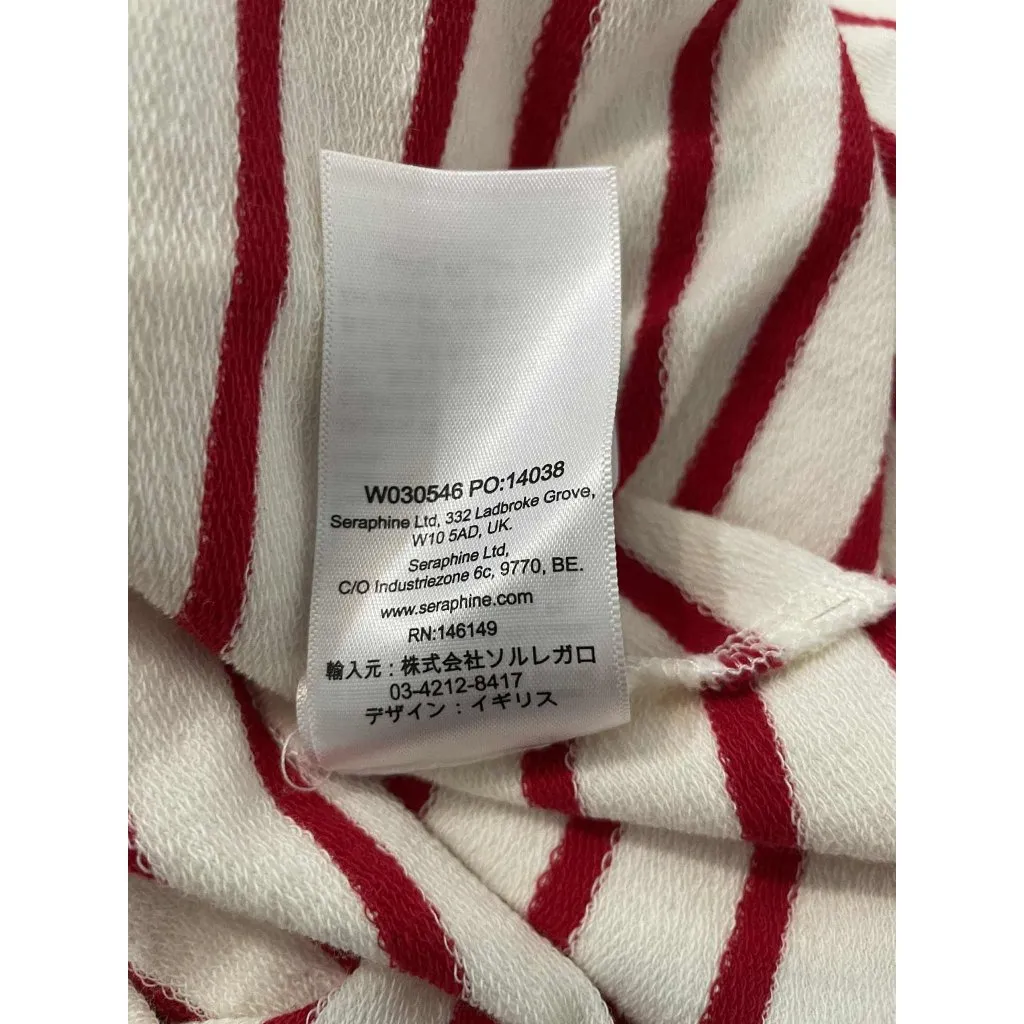 W030546 PO:14038
Seraphine Ltd, 332 Ladbroke Grove,
W10 5AD, UK.
Seraphine Ltd,
C/O Industriezone 6c, 9770, BE.
www.seraphine.com
RN:146149
輸入元：株式会社ソルレガロ
03-4212-8417
デザイン：イギリス